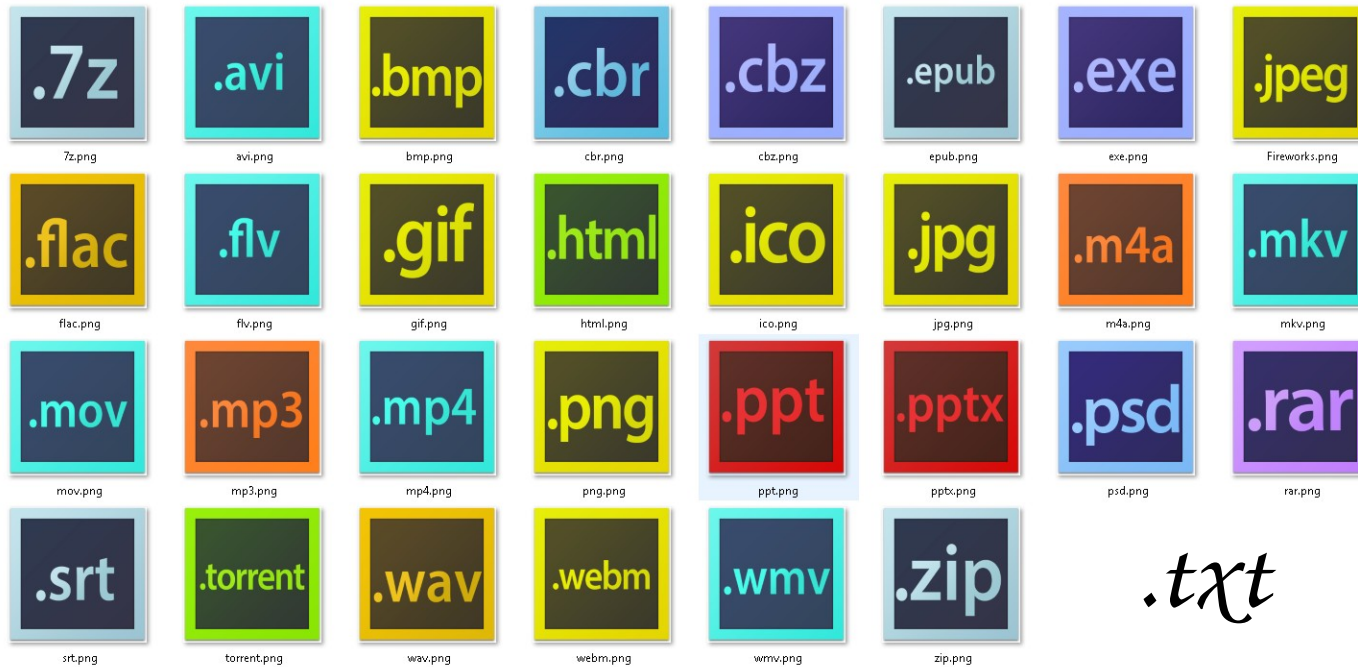 .7z .avi .bmp .cbr .cbz .epub .exe .jpeg
7z.png avi.png bmp.png cbr.png cbz.png epub.png exe.png Fireworks.png
.flac .flv .gif .html .ico .jpg .m4a .mkv
flac.png flv.png gif.png html.png ico.png jpg.png m4a.png mkv.png
.mov .mp3 .mp4 .png .ppt .pptx .psd .rar
mov.png mp3.png mp4.png png.png ppt.png pptx.png psd.png rar.png
.srt .torrent .wav .webm .wmv .zip .txt
srt.png torrent.png wav.png webm.png wmv.png zip.png